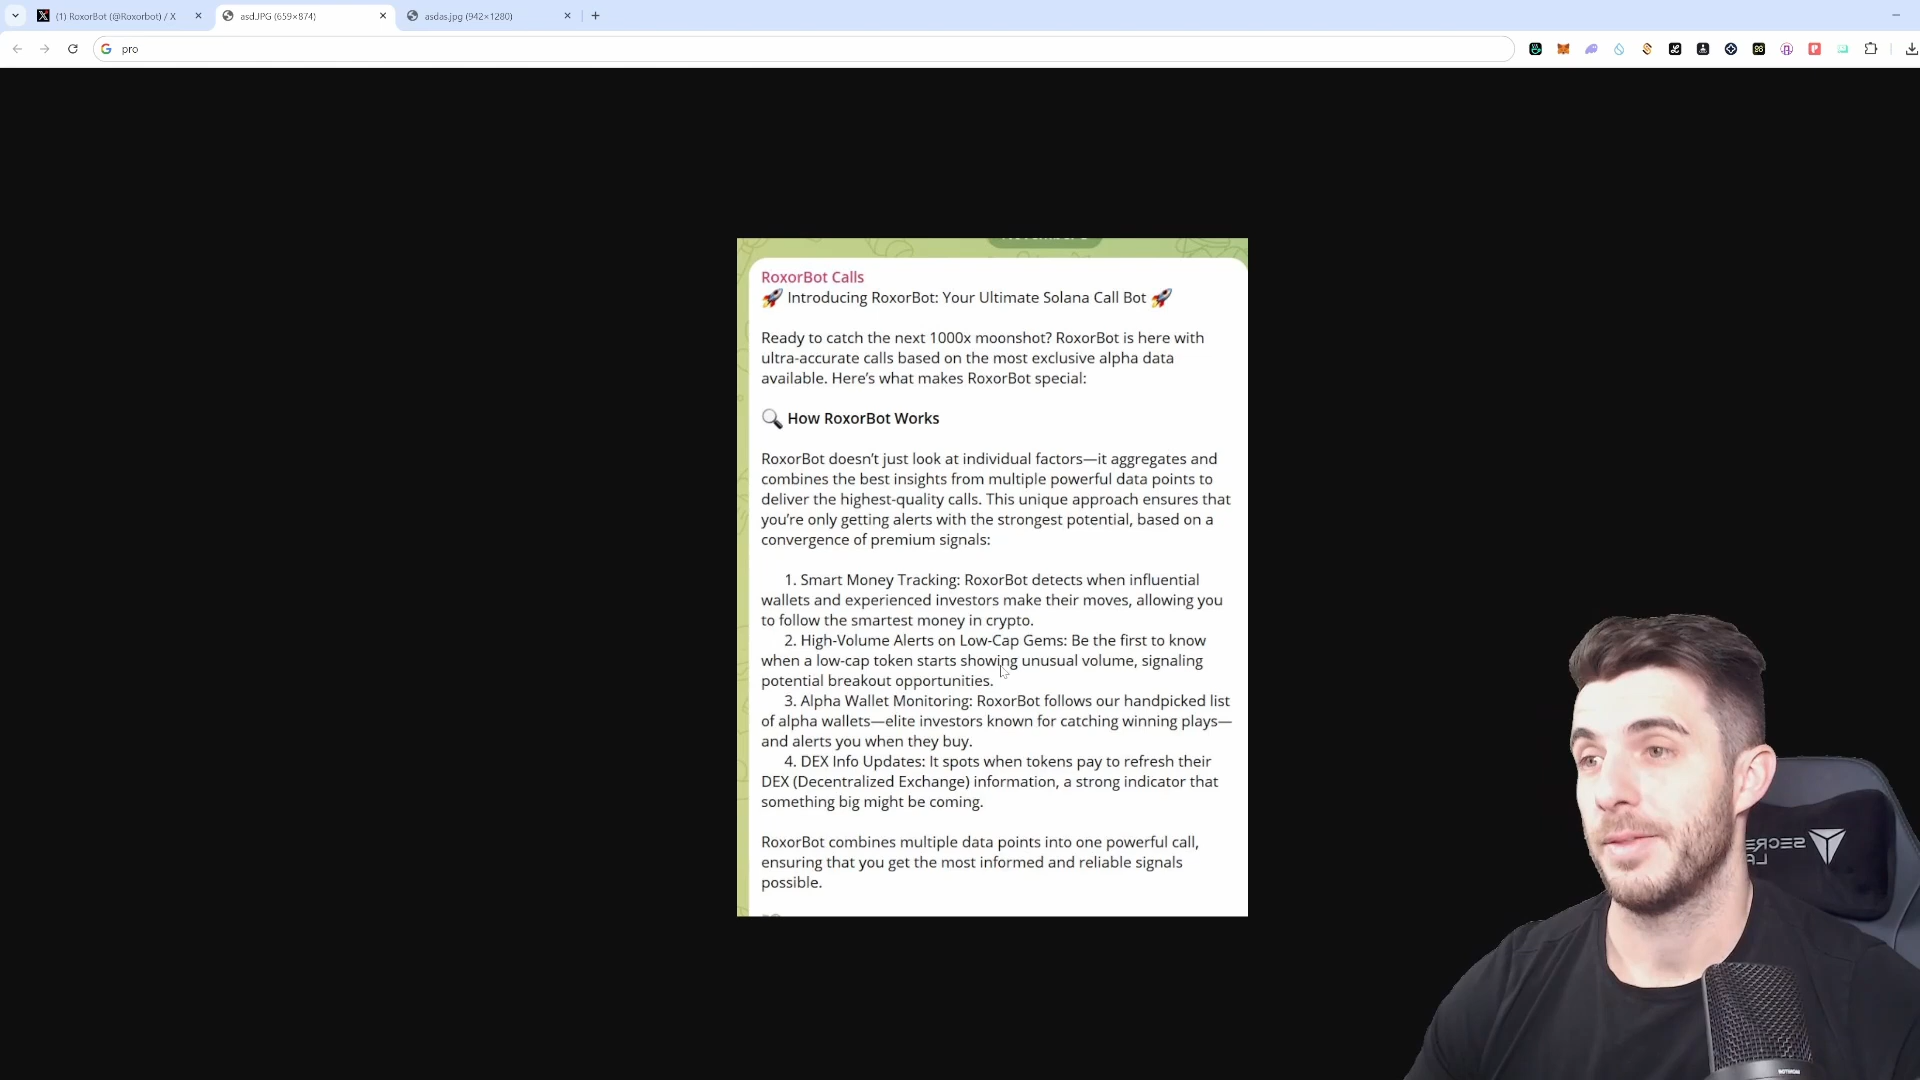 (1) RoxorBot (@Roxorbot) / X
asd.JPG (659×874)
asdas.jpg (942×1280)
pro
RoxorBot Calls
🚀 Introducing RoxorBot: Your Ultimate Solana Call Bot 🚀
Ready to catch the next 1000x moonshot? RoxorBot is here with
ultra-accurate calls based on the most exclusive alpha data
available. Here's what makes RoxorBot special:
🔍 How RoxorBot Works
RoxorBot doesn't just look at individual factors—it aggregates and
combines the best insights from multiple powerful data points to
deliver the highest-quality calls. This unique approach ensures that
you're only getting alerts with the strongest potential, based on a
convergence of premium signals:
1. Smart Money Tracking: RoxorBot detects when influential
wallets and experienced investors make their moves, allowing you
to follow the smartest money in crypto.
2. High-Volume Alerts on Low-Cap Gems: Be the first to know
when a low-cap token starts showing unusual volume, signaling
potential breakout opportunities.
3. Alpha Wallet Monitoring: RoxorBot follows our handpicked list
of alpha wallets—elite investors known for catching winning plays—
and alerts you when they buy.
4. DEX Info Updates: It spots when tokens pay to refresh their
DEX (Decentralized Exchange) information, a strong indicator that
something big might be coming.
RoxorBot combines multiple data points into one powerful call,
ensuring that you get the most informed and reliable signals
possible.